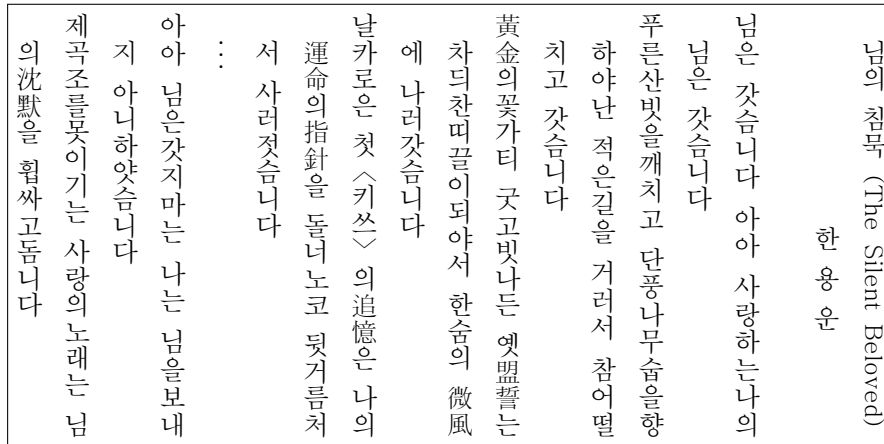 님의 침묵 (The Silent Beloved)
한 용 운
님은 갓슴니다 아아 사랑하는나의
님은 갓슴니다
푸른산빗을깨치고 단풍나무숩을향
하야난 적은길을 거러서 참어떨
치고 갓슴니다
黃金의꽃가티 굿고빗나든 옛盟誓는
차듸찬띠끌이되야서 한숨의 微風
에 나러갓슴니다
날카로은 첫 〈키쓰〉 의追憶은 나의
運命의指針을 돌너노코 뒷거름처
서 사러젓슴니다
…
아아 님은갓지마는 나는 님을보내
지 아니하얏슴니다
제곡조를못이기는 사랑의노래는 님
의沈默을 휩싸고돔니다